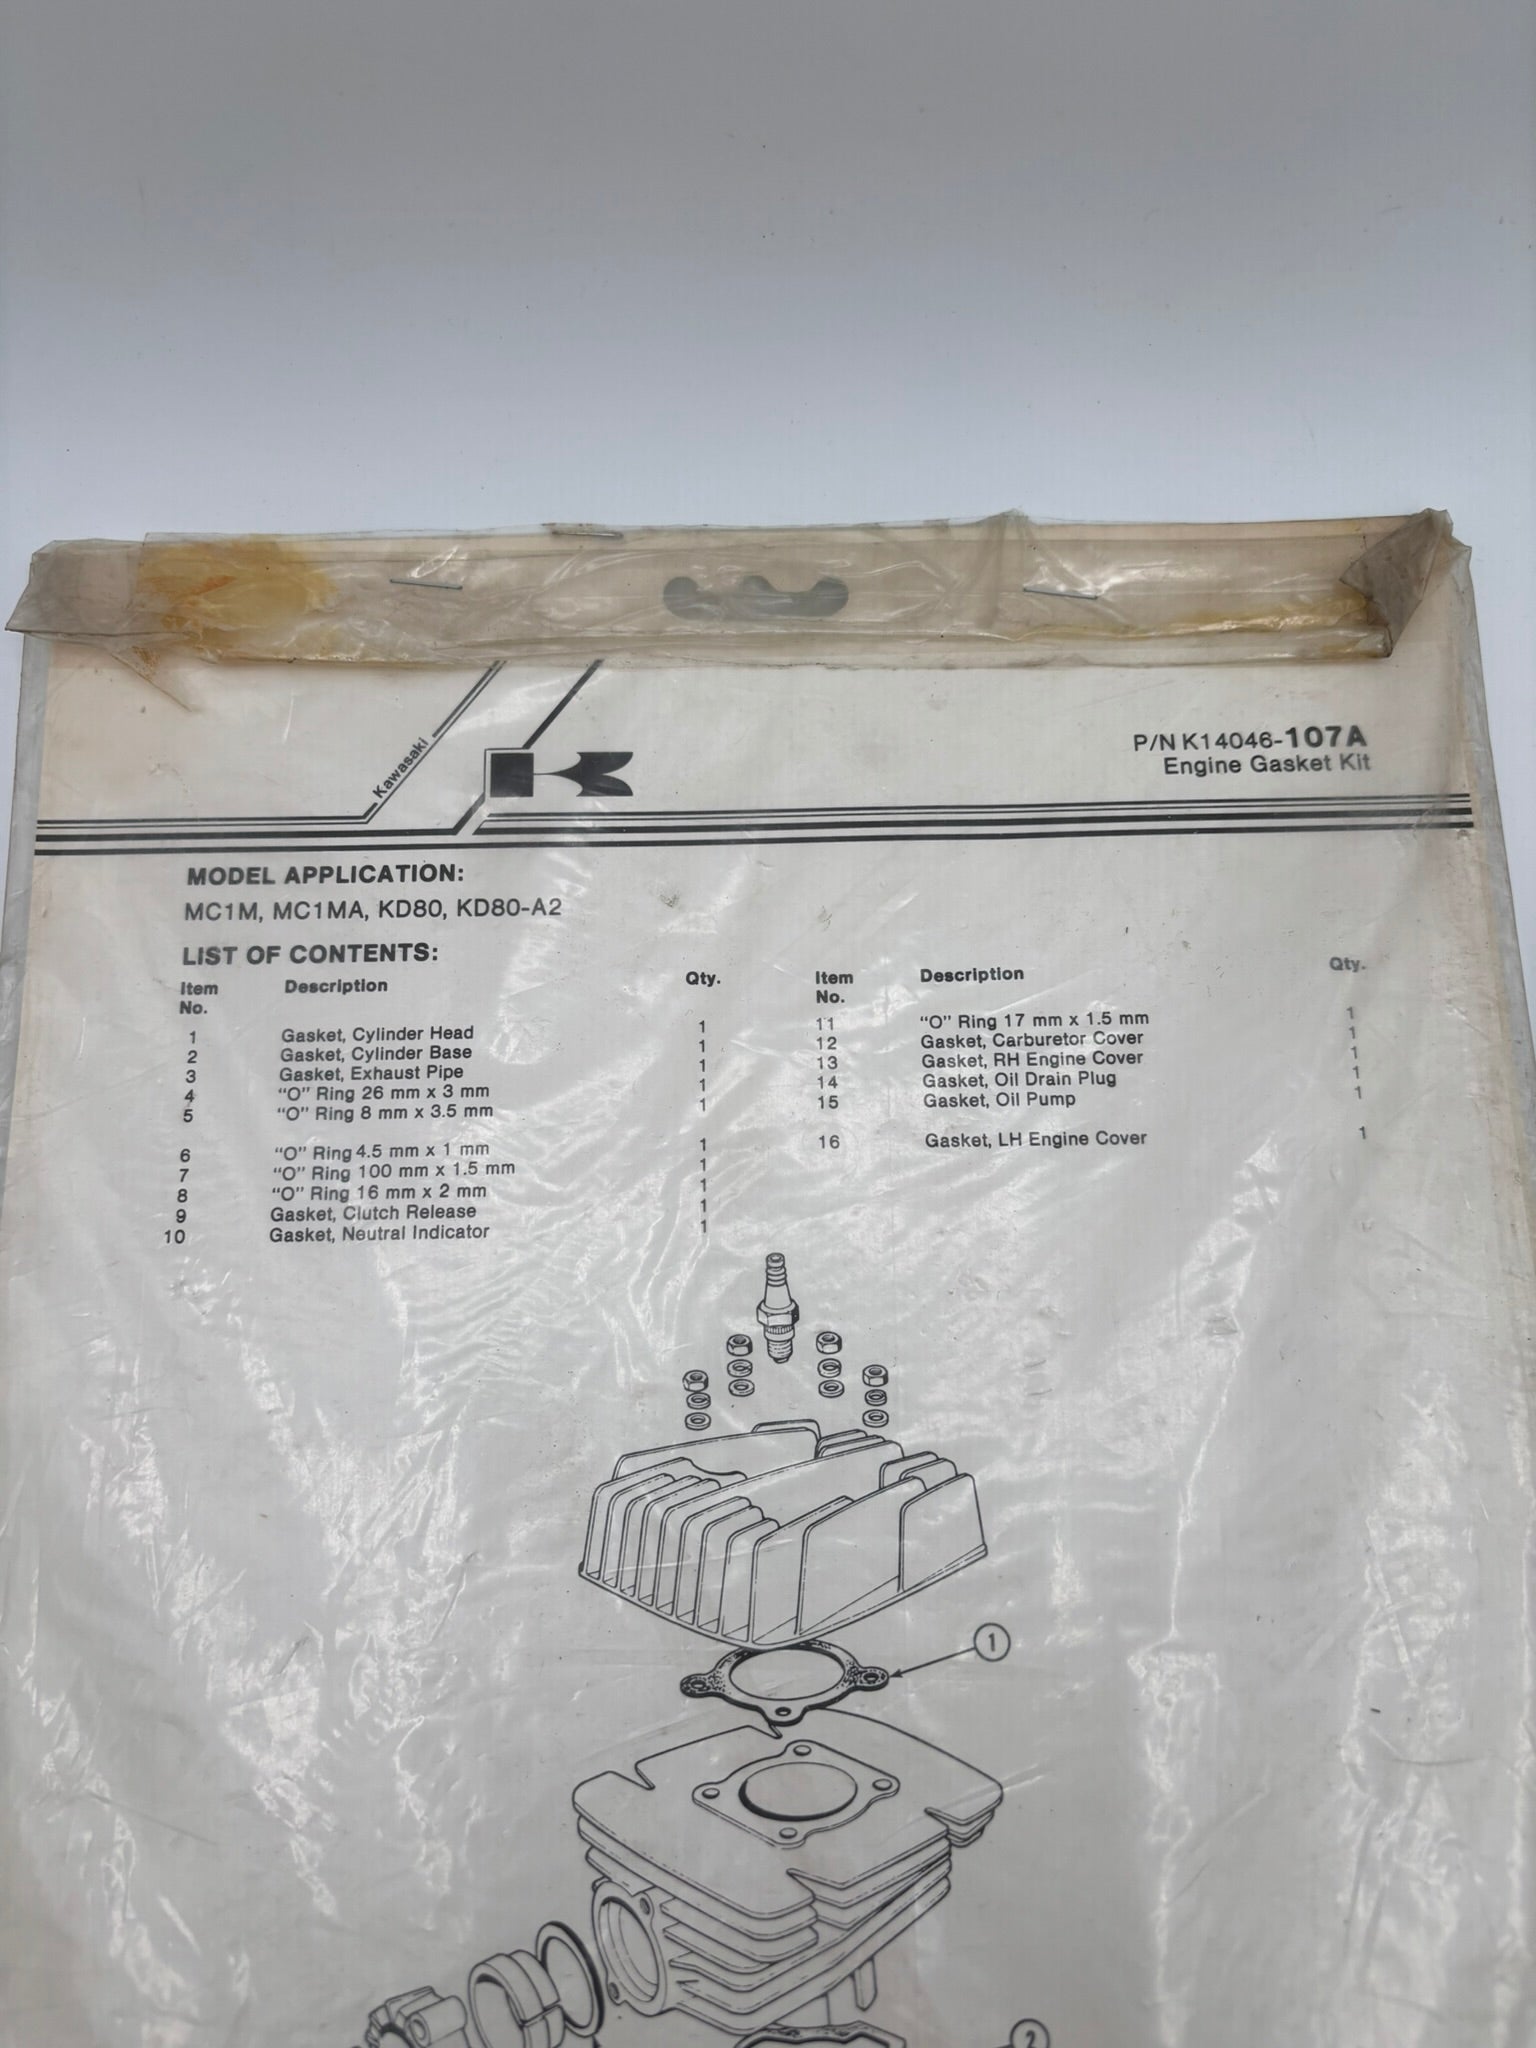 Kawasaki
P/N K14046-107A
Engine Gasket Kit
MODEL APPLICATION:
MC1M, MC1MA, KD80, KD80-A2
LIST OF CONTENTS:
Item No. Description Qty.
1 Gasket, Cylinder Head 1
2 Gasket, Cylinder Base 1
3 Gasket, Exhaust Pipe 1
4 "O" Ring 26 mm x 3 mm 1
5 "O" Ring 8 mm x 3.5 mm 1
6 "O" Ring 4.5 mm x 1 mm 1
7 "O" Ring 100 mm x 1.5 mm 1
8 "O" Ring 16 mm x 2 mm 1
9 Gasket, Clutch Release 1
10 Gasket, Neutral Indicator 1
Item No. Description Qty.
11 "O" Ring 17 mm x 1.5 mm 1
12 Gasket, Carburetor Cover 1
13 Gasket, RH Engine Cover 1
14 Gasket, Oil Drain Plug 1
15 Gasket, Oil Pump 1
16 Gasket, LH Engine Cover 1
1
2